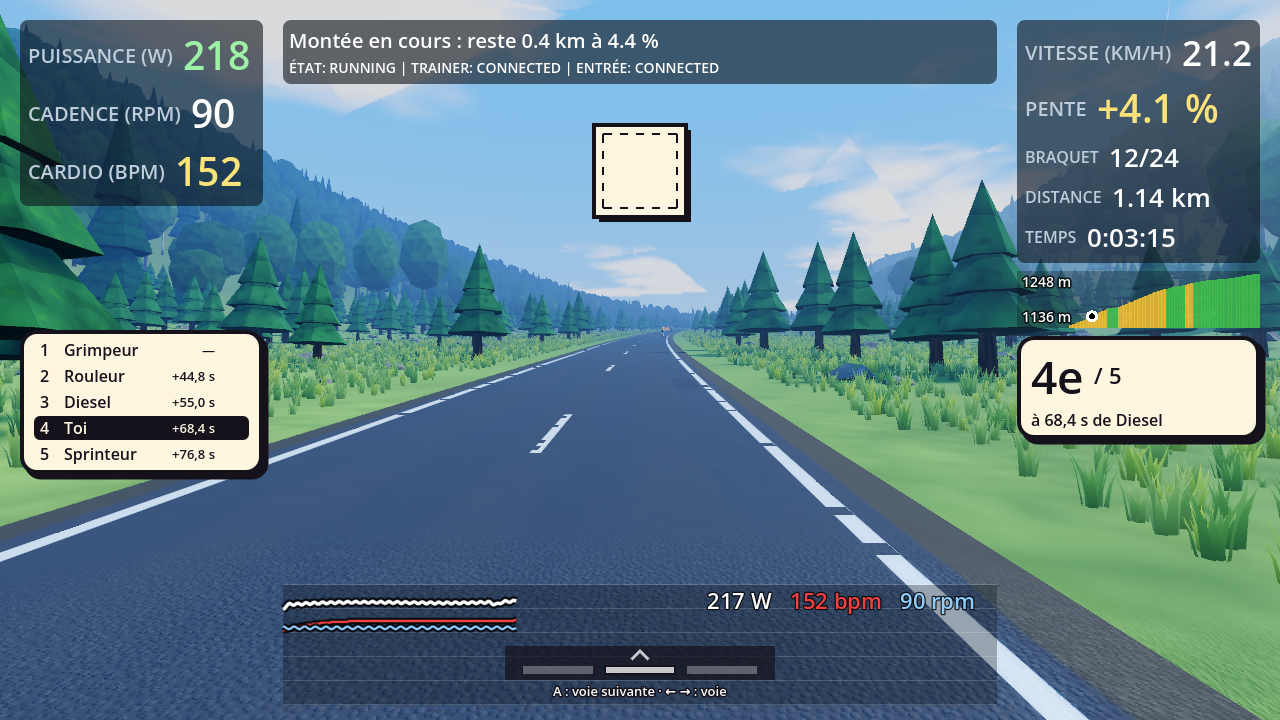 PUISSANCE (W) 218
CADENCE (RPM) 90
CARDIO (BPM) 152
Montée en cours : reste 0.4 km à 4.4 %
ÉTAT: RUNNING | TRAINER: CONNECTED | ENTRÉE: CONNECTED
VITESSE (KM/H) 21.2
PENTE +4.1 %
BRAQUET 12/24
DISTANCE 1.14 km
TEMPS 0:03:15
1248 m
1136 m
1 Grimpeur —
2 Rouleur +44,8 s
3 Diesel +55,0 s
4 Toi +68,4 s
5 Sprinteur +76,8 s
4e / 5
à 68,4 s de Diesel
217 W 152 bpm 90 rpm
A : voie suivante · ← → : voie